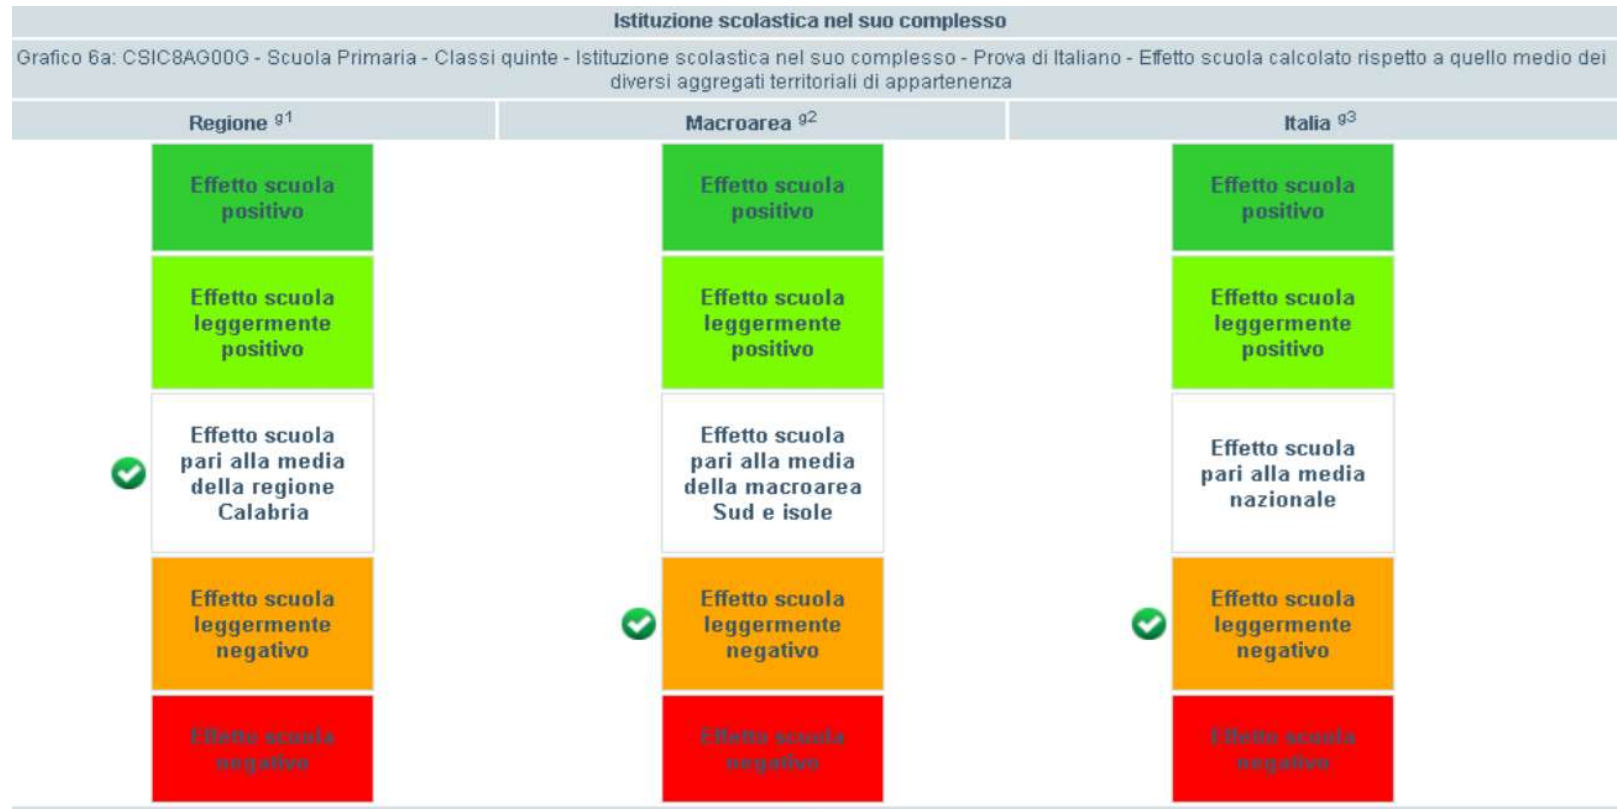 Istituzione scolastica nel suo complesso
Grafico 6a: CSIC8AG00G - Scuola Primaria - Classi quinte - Istituzione scolastica nel suo complesso - Prova di Italiano - Effetto scuola calcolato rispetto a quello medio dei
diversi aggregati territoriali di appartenenza
Regione g1
Macroarea g2
Italia g3
Effetto scuola
positivo
Effetto scuola
positivo
Effetto scuola
positivo
Effetto scuola
leggermente
positivo
Effetto scuola
leggermente
positivo
Effetto scuola
leggermente
positivo
Effetto scuola
pari alla media
della regione
Calabria
Effetto scuola
pari alla media
della macroarea
Sud e isole
Effetto scuola
pari alla media
nazionale
Effetto scuola
leggermente
negativo
Effetto scuola
leggermente
negativo
Effetto scuola
leggermente
negativo
Effetto scuola
negativo
Effetto scuola
negativo
Effetto scuola
negativo